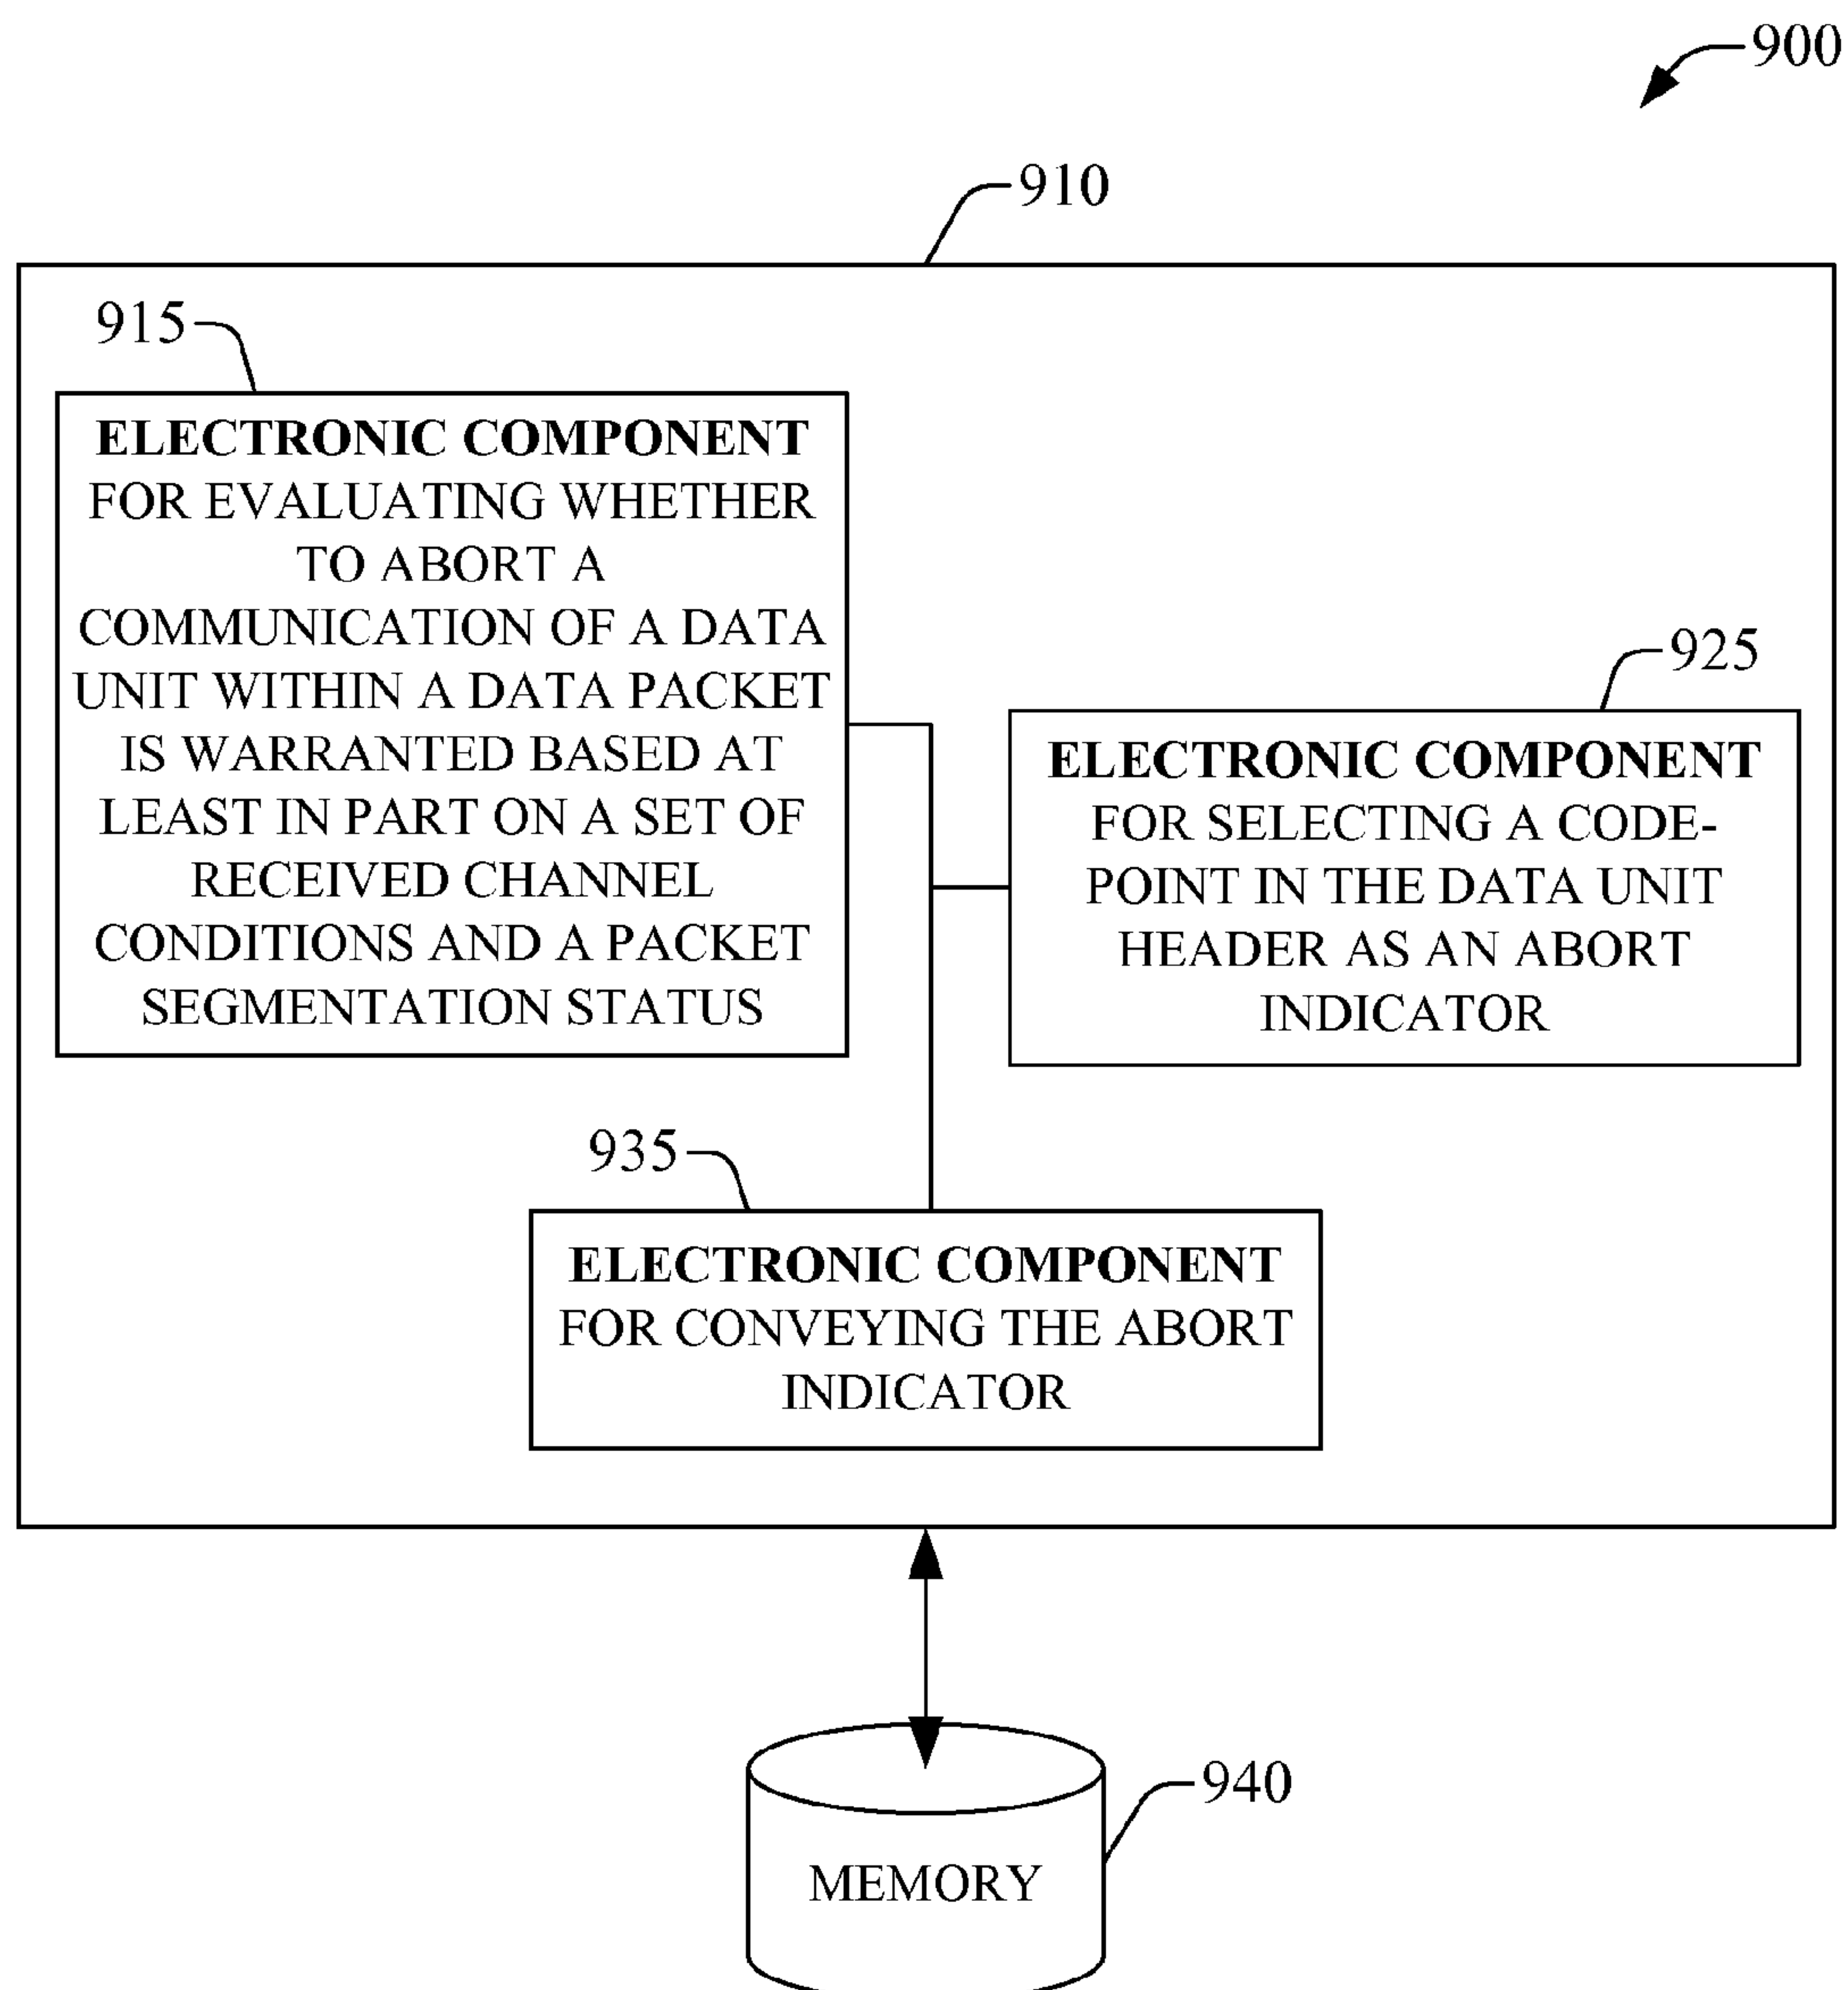 900
910
915
ELECTRONIC COMPONENT
FOR EVALUATING WHETHER
TO ABORT A
COMMUNICATION OF A DATA
UNIT WITHIN A DATA PACKET
IS WARRANTED BASED AT
LEAST IN PART ON A SET OF
RECEIVED CHANNEL
CONDITIONS AND A PACKET
SEGMENTATION STATUS
925
ELECTRONIC COMPONENT
FOR SELECTING A CODE-
POINT IN THE DATA UNIT
HEADER AS AN ABORT
INDICATOR
935
ELECTRONIC COMPONENT
FOR CONVEYING THE ABORT
INDICATOR
940
MEMORY